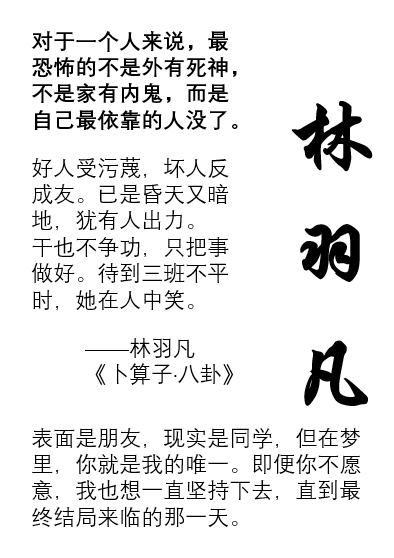 对于一个人来说，最
恐怖的不是外有死神，
不是家有内鬼，而是
自己最依靠的人没了。
好人受污蔑，坏人反
成友。已是昏天又暗
地，犹有人出力。
干也不争功，只把事
做好。待到三班不平
时，她在人中笑。
——林羽凡
《卜算子·八卦》
林羽凡
表面是朋友，现实是同学，但在梦
里，你就是我的唯一。即便你不愿
意，我也想一直坚持下去，直到最
终结局来临的那一天。